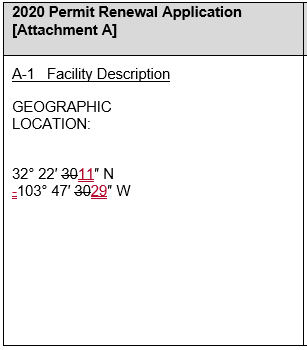 2020 Permit Renewal Application
[Attachment A]
A-1 Facility Description
GEOGRAPHIC
LOCATION:
32° 22′ 3011″ N
-103° 47′ 3029″ W